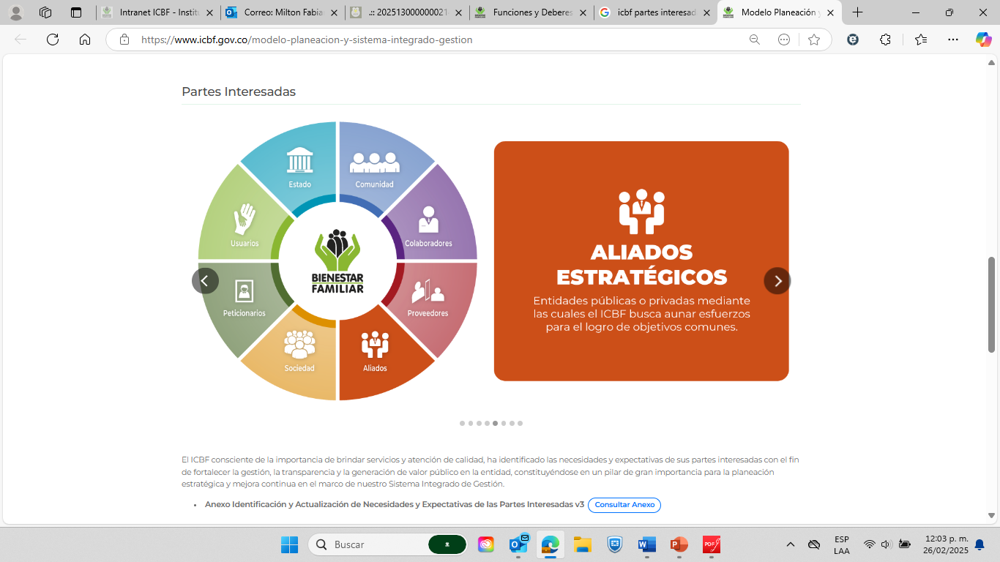 Intranet ICBF - Institu
Correo: Milton Fabia
.:: 202513000000021
Funciones y Deberes
icbf partes interesad
Modelo Planeación y
https://www.icbf.gov.co/modelo-planeacion-y-sistema-integrado-gestion
Partes Interesadas
Estado
Comunidad
Usuarios
Colaboradores
BIENESTAR
FAMILIAR
Peticionarios
Proveedores
Sociedad
Aliados
ALIADOS
ESTRATÉGICOS
Entidades públicas o privadas mediante
las cuales el ICBF busca aunar esfuerzos
para el logro de objetivos comunes.
El ICBF consciente de la importancia de brindar servicios y atención de calidad, ha identificado las necesidades y expectativas de sus partes interesadas con el fin
de fortalecer la gestión, la transparencia y la generación de valor público en la entidad, constituyéndose en un pilar de gran importancia para la planeación
estratégica y mejora continua en el marco de nuestro Sistema Integrado de Gestión.
• Anexo Identificación y Actualización de Necesidades y Expectativas de las Partes Interesadas v3 Consultar Anexo
Buscar
PDF
ESP
LAA
12:03 p. m.
26/02/2025